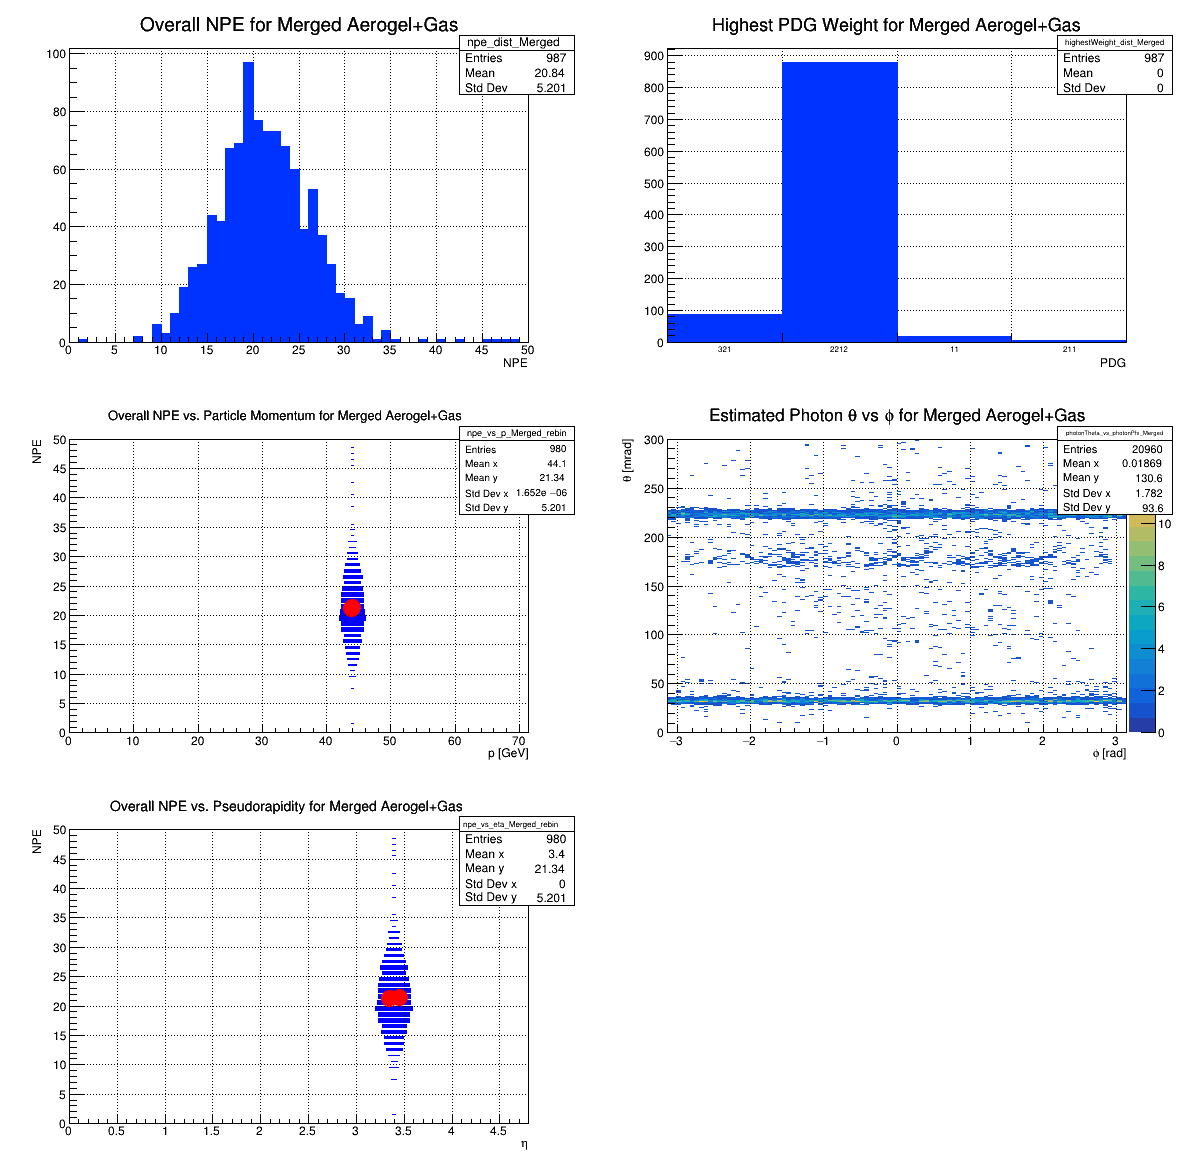 Overall NPE for Merged Aerogel+Gas
npe_dist_Merged
Entries 987
Mean 20.84
Std Dev 5.201
100
80
60
40
20
0
0 5 10 15 20 25 30 35 40 45 50
NPE
Highest PDG Weight for Merged Aerogel+Gas
highestWeight_dist_Merged
Entries 987
Mean 0
Std Dev 0
900
800
700
600
500
400
300
200
100
0
321 2212 11 211
PDG
Overall NPE vs. Particle Momentum for Merged Aerogel+Gas
npe_vs_p_Merged_rebin
Entries 980
Mean x 44.1
Mean y 21.34
Std Dev x 1.652e −06
Std Dev y 5.201
NPE
50
45
40
35
30
25
20
15
10
5
0
0 10 20 30 40 50 60 70
p [GeV]
Estimated Photon θ vs ϕ for Merged Aerogel+Gas
photonTheta_vs_photonPhi_Merged
Entries 20960
Mean x 0.01869
Mean y 130.6
Std Dev x 1.782
Std Dev y 93.6
θ [mrad]
300
250
200
150
100
50
0
−3 −2 −1 0 1 2 3
ϕ [rad]
10
8
6
4
2
0
Overall NPE vs. Pseudorapidity for Merged Aerogel+Gas
npe_vs_eta_Merged_rebin
Entries 980
Mean x 3.4
Mean y 21.34
Std Dev x 0
Std Dev y 5.201
NPE
50
45
40
35
30
25
20
15
10
5
0
0 0.5 1 1.5 2 2.5 3 3.5 4 4.5
η